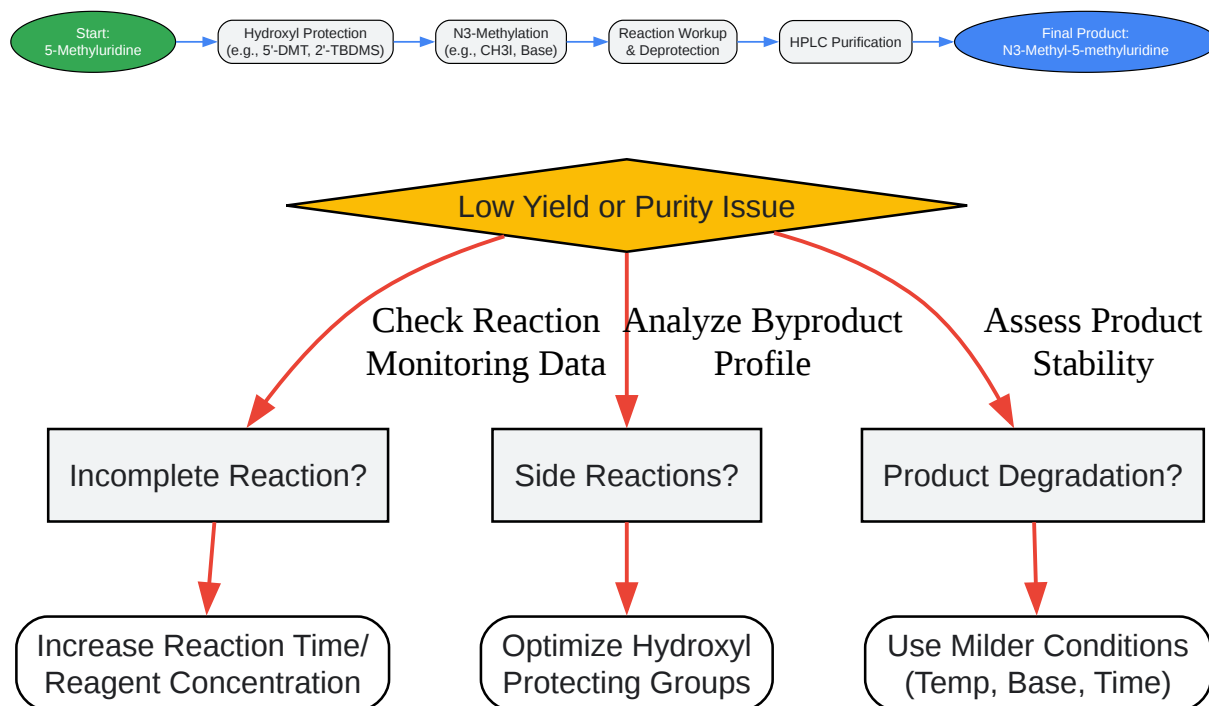 Start:
5-Methyluridine
Hydroxyl Protection
(e.g., 5'-DMT, 2'-TBDMS)
N3-Methylation
(e.g., CH3I, Base)
Reaction Workup
& Deprotection
HPLC Purification
Final Product:
N3-Methyl-5-methyluridine
Low Yield or Purity Issue
Check Reaction
Monitoring Data
Analyze Byproduct
Profile
Assess Product
Stability
Incomplete Reaction?
Side Reactions?
Product Degradation?
Increase Reaction Time/
Reagent Concentration
Optimize Hydroxyl
Protecting Groups
Use Milder Conditions
(Temp, Base, Time)